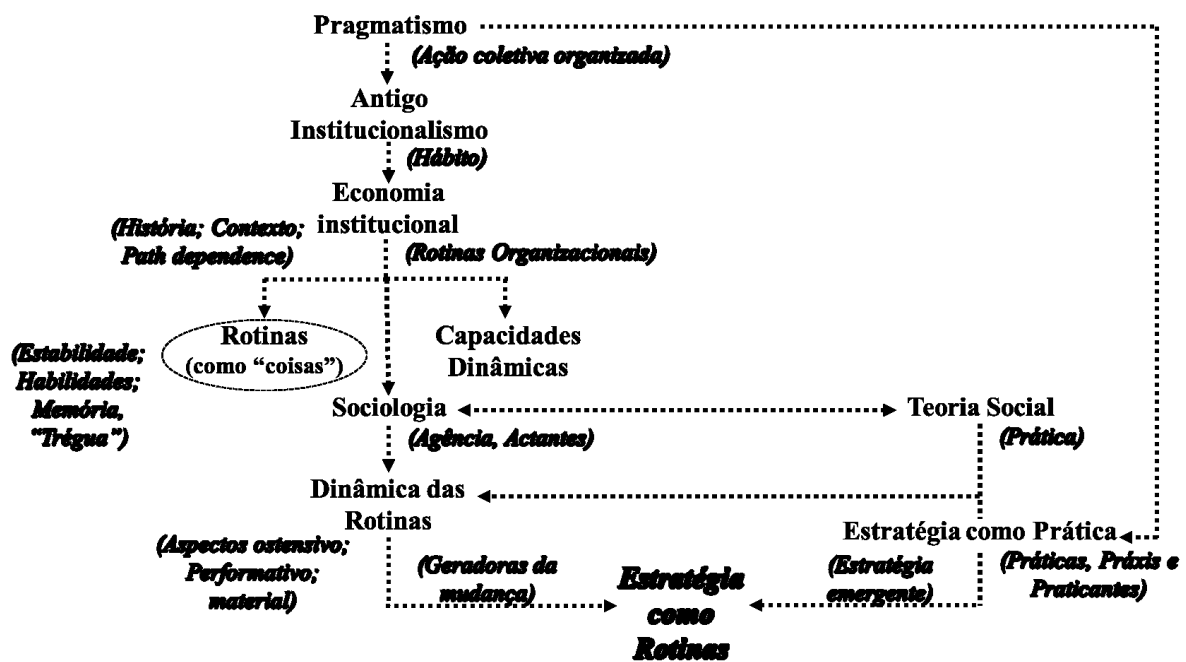 Pragmatismo
(Ação coletiva organizada)
Antigo
Institucionalismo
(Hábito)
Economia
institucional
(História; Contexto;
Path dependence)
(Rotinas Organizacionais)
Rotinas
(como “coisas”)
Capacidades
Dinâmicas
(Estabilidade;
Habilidades;
Memória,
“Trégua”)
Sociologia
(Agência, Actantes)
Teoria Social
(Prática)
Dinâmica das
Rotinas
(Aspectos ostensivo;
Performativo;
material)
(Geradoras da
mudança)
Estratégia como Prática
(Práticas, Práxis e
Praticantes)
(Estratégia
emergente)
Estratégia
como
Rotinas